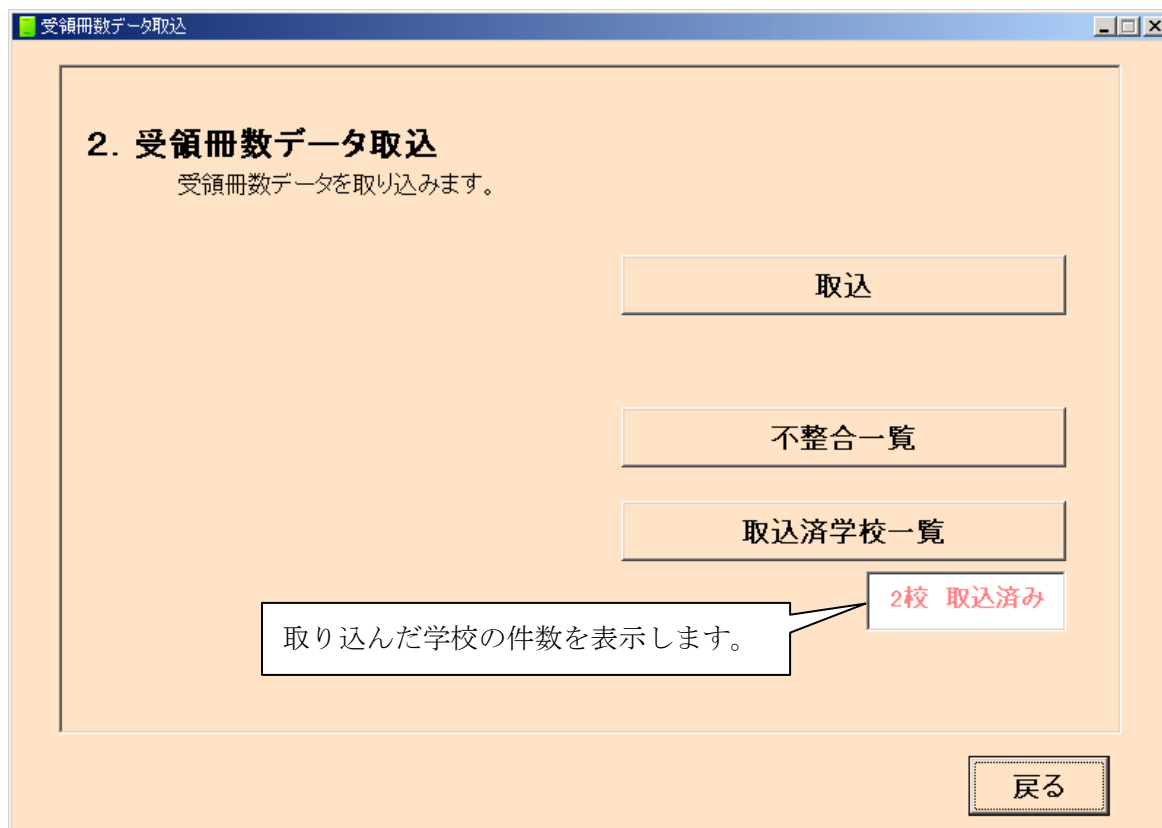 受領冊数データ取込
2. 受領冊数データ取込
受領冊数データを取り込みます。
取込
不整合一覧
取込済学校一覧
2校 取込済み
取り込んだ学校の件数を表示します。
戻る